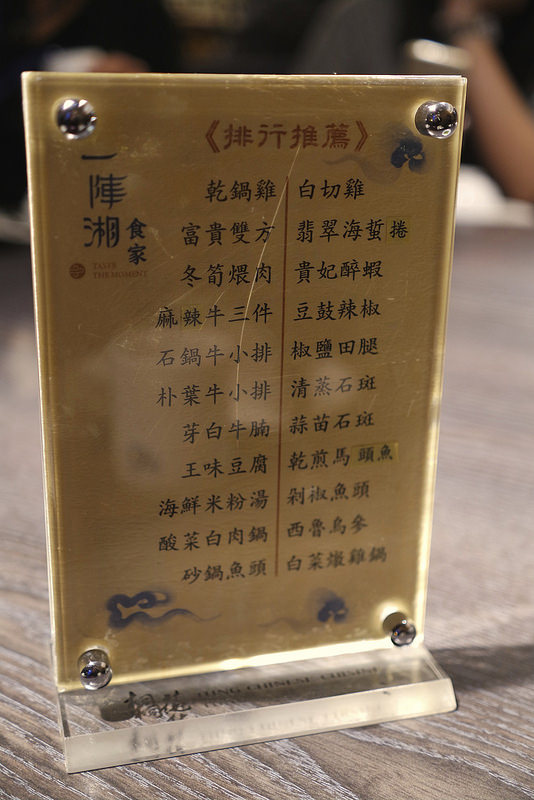 《排行推薦》
一陣湘
食家
TASTE
THE MOMENT
乾鍋雞
富貴雙方
冬筍煨肉
麻辣牛三件
石鍋牛小排
朴葉牛小排
芽白牛腩
王味豆腐
海鮮米粉湯
酸菜白肉鍋
砂鍋魚頭
白切雞
翡翠海蜇捲
貴妃醉蝦
豆鼓辣椒
椒鹽田腿
清蒸石斑
蒜苗石斑
乾煎馬頭魚
剁椒魚頭
西魯烏參
白菜燉雞鍋